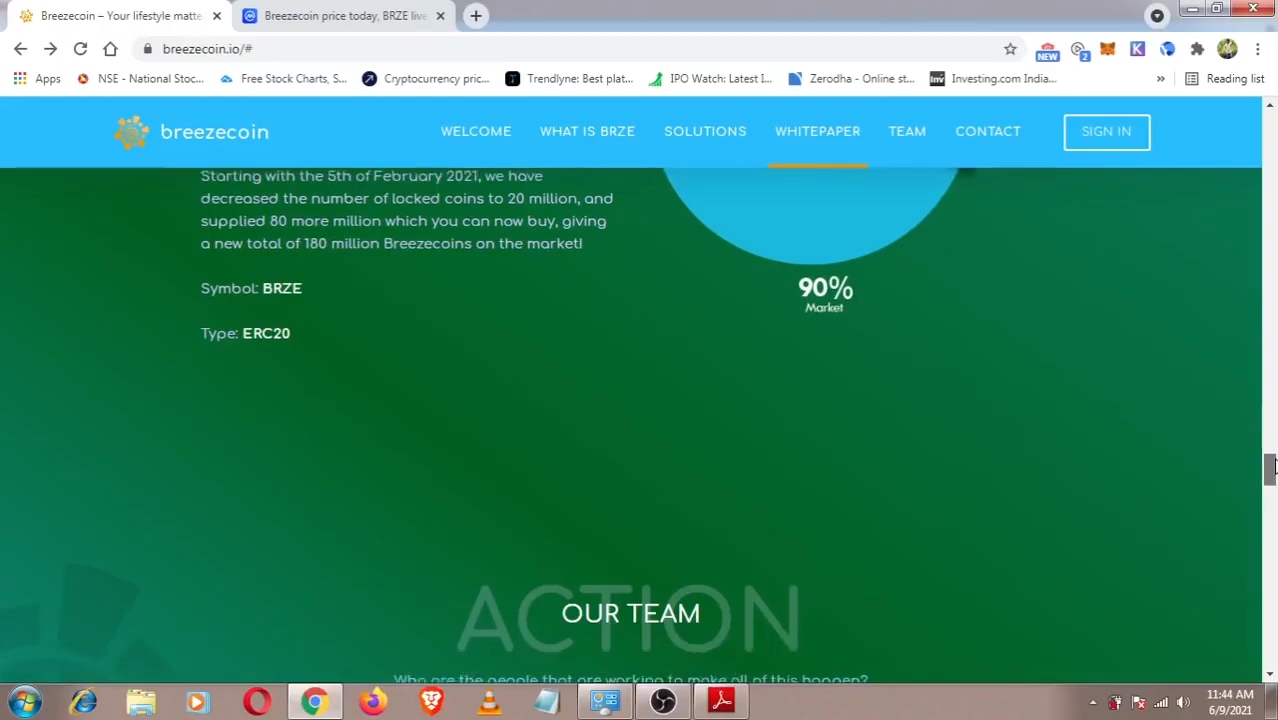 Breezecoin – Your lifestyle matte
Breezecoin price today, BRZE live
breezecoin.io/#
NEW
2
K
Apps
NSE - National Stoc...
Free Stock Charts, S...
Cryptocurrency pric...
Trendlyne: Best plat...
IPO Watch: Latest I...
Zerodha - Online st...
Inv
Investing.com India...
»
Reading list
breezecoin
WELCOME
WHAT IS BRZE
SOLUTIONS
WHITEPAPER
TEAM
CONTACT
SIGN IN
Starting with the 5th of February 2021, we have
decreased the number of locked coins to 20 million, and
supplied 80 more million which you can now buy, giving
a new total of 180 million Breezecoins on the market!
Symbol: BRZE
Type: ERC20
90%
Market
ACTION
OUR TEAM
Who are the people that are working to make all of this happen?
11:44 AM
6/9/2021